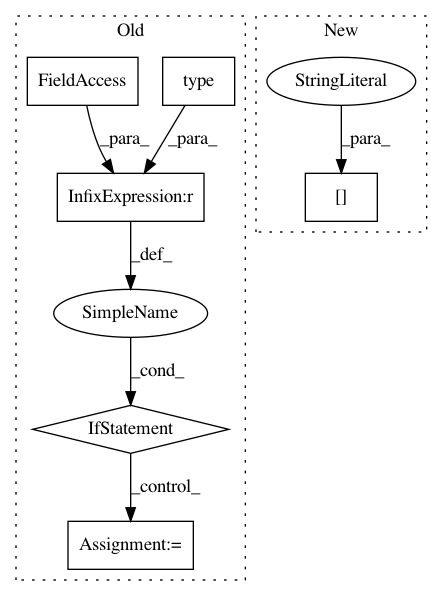 Old
New
FieldAccess
type
StringLiteral
_para_
_para_
_para_
InfixExpression:r
[]
_def_
SimpleName
_cond_
IfStatement
_control_
Assignment:=